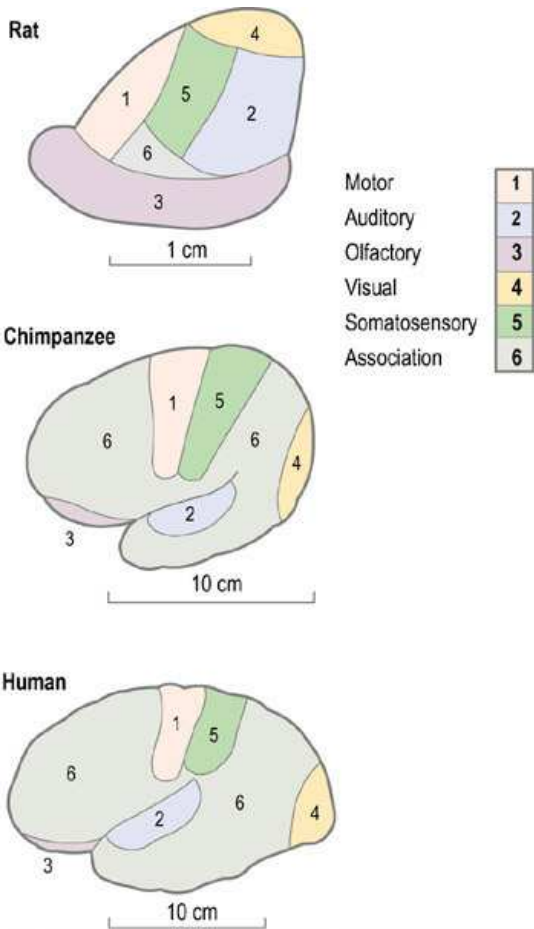 Rat
4
1
5
2
6
3
1 cm
Motor 1
Auditory 2
Olfactory 3
Visual 4
Somatosensory 5
Association 6
Chimpanzee
1
5
6
6
4
2
3
10 cm
Human
1
5
6
6
2
4
3
10 cm